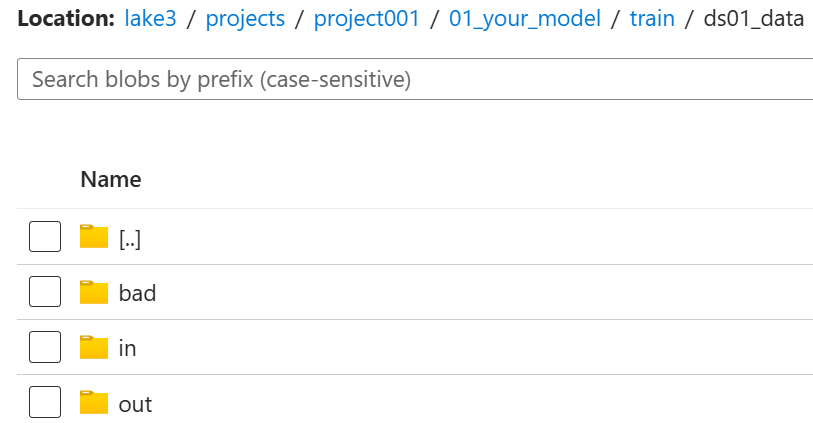 Location: lake3 / projects / project001 / 01_your_model / train / ds01_data
Search blobs by prefix (case-sensitive)
Name
[..]
bad
in
out